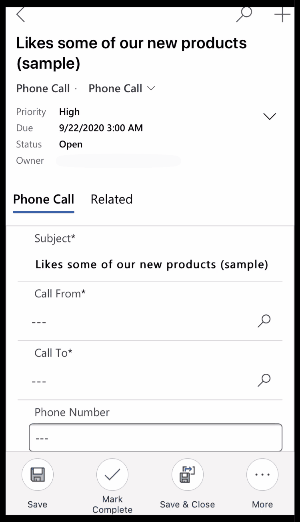 Likes some of our new products
(sample)
Phone Call · Phone Call
Priority High
Due 9/22/2020 3:00 AM
Status Open
Owner
Phone Call Related
Subject*
Likes some of our new products (sample)
Call From*
---
Call To*
---
Phone Number
---
Save Mark Complete Save & Close More